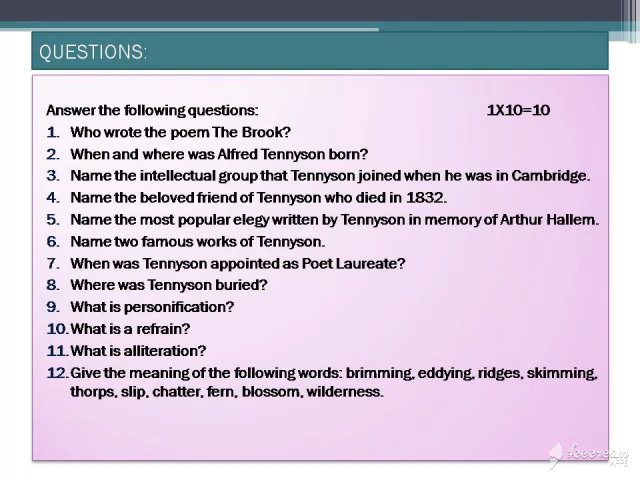 QUESTIONS:
Answer the following questions: 1X10=10
1. Who wrote the poem The Brook?
2. When and where was Alfred Tennyson born?
3. Name the intellectual group that Tennyson joined when he was in Cambridge.
4. Name the beloved friend of Tennyson who died in 1832.
5. Name the most popular elegy written by Tennyson in memory of Arthur Hallem.
6. Name two famous works of Tennyson.
7. When was Tennyson appointed as Poet Laureate?
8. Where was Tennyson buried?
9. What is personification?
10. What is a refrain?
11. What is alliteration?
12. Give the meaning of the following words: brimming, eddying, ridges, skimming,
thorps, slip, chatter, fern, blossom, wilderness.
Icecream
APPS